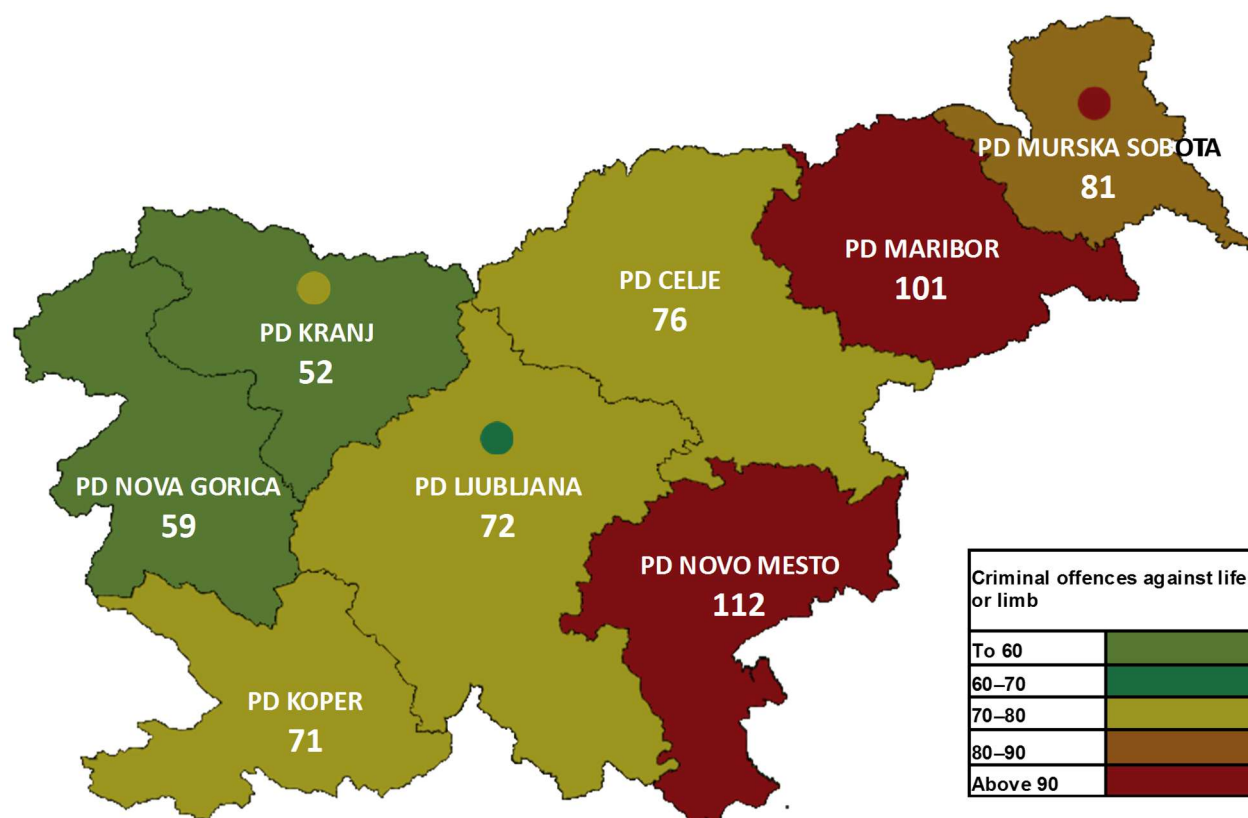 PD MURSKA SOBOTA
81
PD MARIBOR
101
PD CELJE
76
PD KRANJ
52
PD NOVA GORICA
59
PD LJUBLJANA
72
PD NOVO MESTO
112
PD KOPER
71
Criminal offences against life
or limb
To 60
60–70
70–80
80–90
Above 90